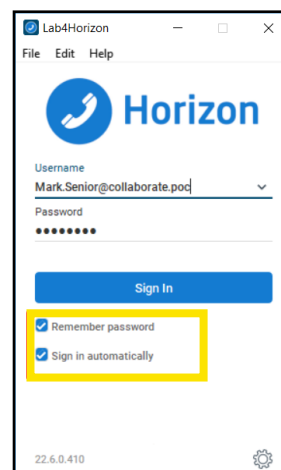 Lab4Horizon
File Edit Help
Horizon
Username
Mark.Senior@collaborate.poc
Password
Sign In
Remember password
Sign in automatically
22.6.0.410